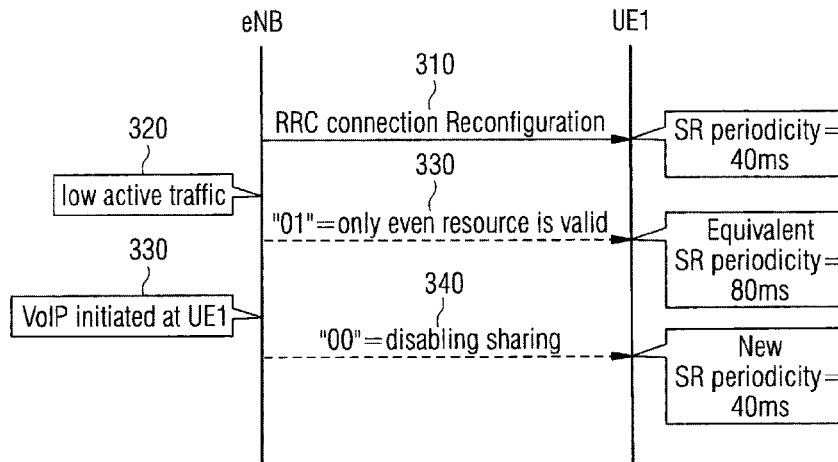 eNB
UE1
310
RRC connection Reconfiguration
SR periodicity=
40ms
320
low active traffic
330
"01"=only even resource is valid
Equivalent
SR periodicity=
80ms
330
VoIP initiated at UE1
340
"00"=disabling sharing
New
SR periodicity=
40ms